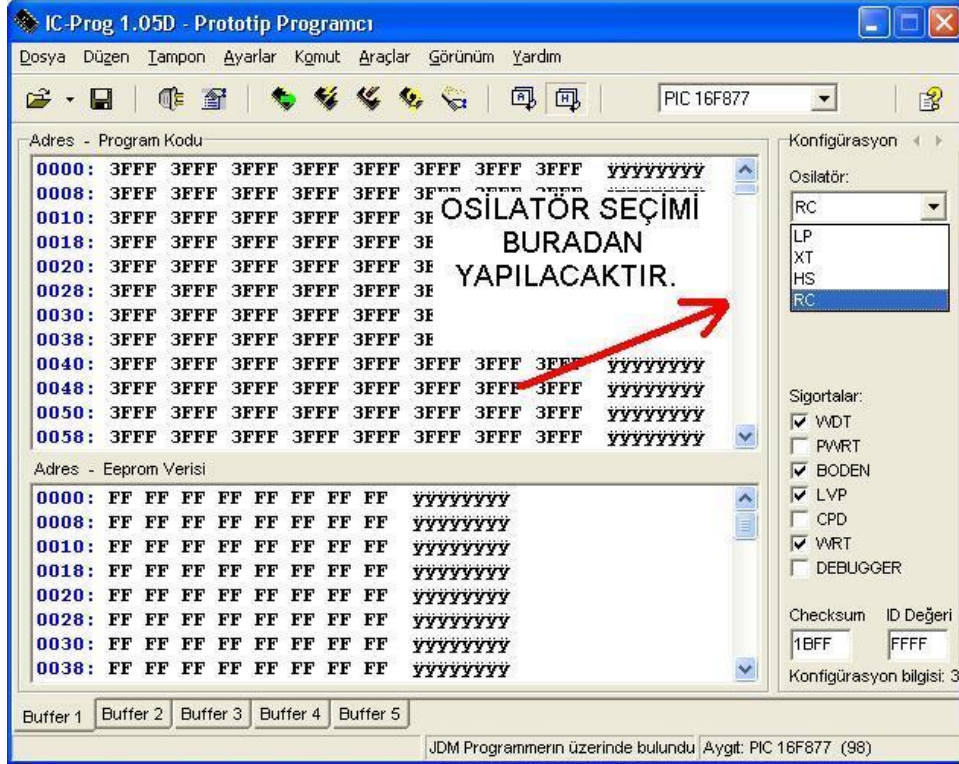 IC-Prog 1.05D - Prototip Programcı
Dosya Düzen Tampon Ayarlar Komut Araçlar Görünüm Yardım
PIC 16F877
Adres - Program Kodu
0000: 3FFF 3FFF 3FFF 3FFF 3FFF 3FFF 3FFF 3FFF ÿÿÿÿÿÿÿÿ
0008: 3FFF 3FFF 3FFF 3FFF 3FFF
0010: 3FFF 3FFF 3FFF 3FFF 3FFF
0018: 3FFF 3FFF 3FFF 3FFF 3FFF
0020: 3FFF 3FFF 3FFF 3FFF 3FFF
0028: 3FFF 3FFF 3FFF 3FFF 3FFF
0030: 3FFF 3FFF 3FFF 3FFF 3FFF
0038: 3FFF 3FFF 3FFF 3FFF 3FFF
0040: 3FFF 3FFF 3FFF 3FFF 3FFF 3FFF 3FFF 3FFF ÿÿÿÿÿÿÿÿ
0048: 3FFF 3FFF 3FFF 3FFF 3FFF 3FFF 3FFF 3FFF ÿÿÿÿÿÿÿÿ
0050: 3FFF 3FFF 3FFF 3FFF 3FFF 3FFF 3FFF 3FFF ÿÿÿÿÿÿÿÿ
0058: 3FFF 3FFF 3FFF 3FFF 3FFF 3FFF 3FFF 3FFF ÿÿÿÿÿÿÿÿ
OSİLATÖR SEÇİMİ
BURADAN
YAPILACAKTIR.
Adres - Eeprom Verisi
0000: FF FF FF FF FF FF FF FF ÿÿÿÿÿÿÿÿ
0008: FF FF FF FF FF FF FF FF ÿÿÿÿÿÿÿÿ
0010: FF FF FF FF FF FF FF FF ÿÿÿÿÿÿÿÿ
0018: FF FF FF FF FF FF FF FF ÿÿÿÿÿÿÿÿ
0020: FF FF FF FF FF FF FF FF ÿÿÿÿÿÿÿÿ
0028: FF FF FF FF FF FF FF FF ÿÿÿÿÿÿÿÿ
0030: FF FF FF FF FF FF FF FF ÿÿÿÿÿÿÿÿ
0038: FF FF FF FF FF FF FF FF ÿÿÿÿÿÿÿÿ
Konfigürasyon
Osilatör:
RC
LP
XT
HS
RC
Sigortalar:
WDT
PWRT
BODEN
LVP
CPD
WRT
DEBUGGER
Checksum ID Değeri
1BFF FFFF
Konfigürasyon bilgisi: 3
Buffer 1 Buffer 2 Buffer 3 Buffer 4 Buffer 5
JDM Programmerın üzerinde bulundu Aygıt: PIC 16F877 (98)